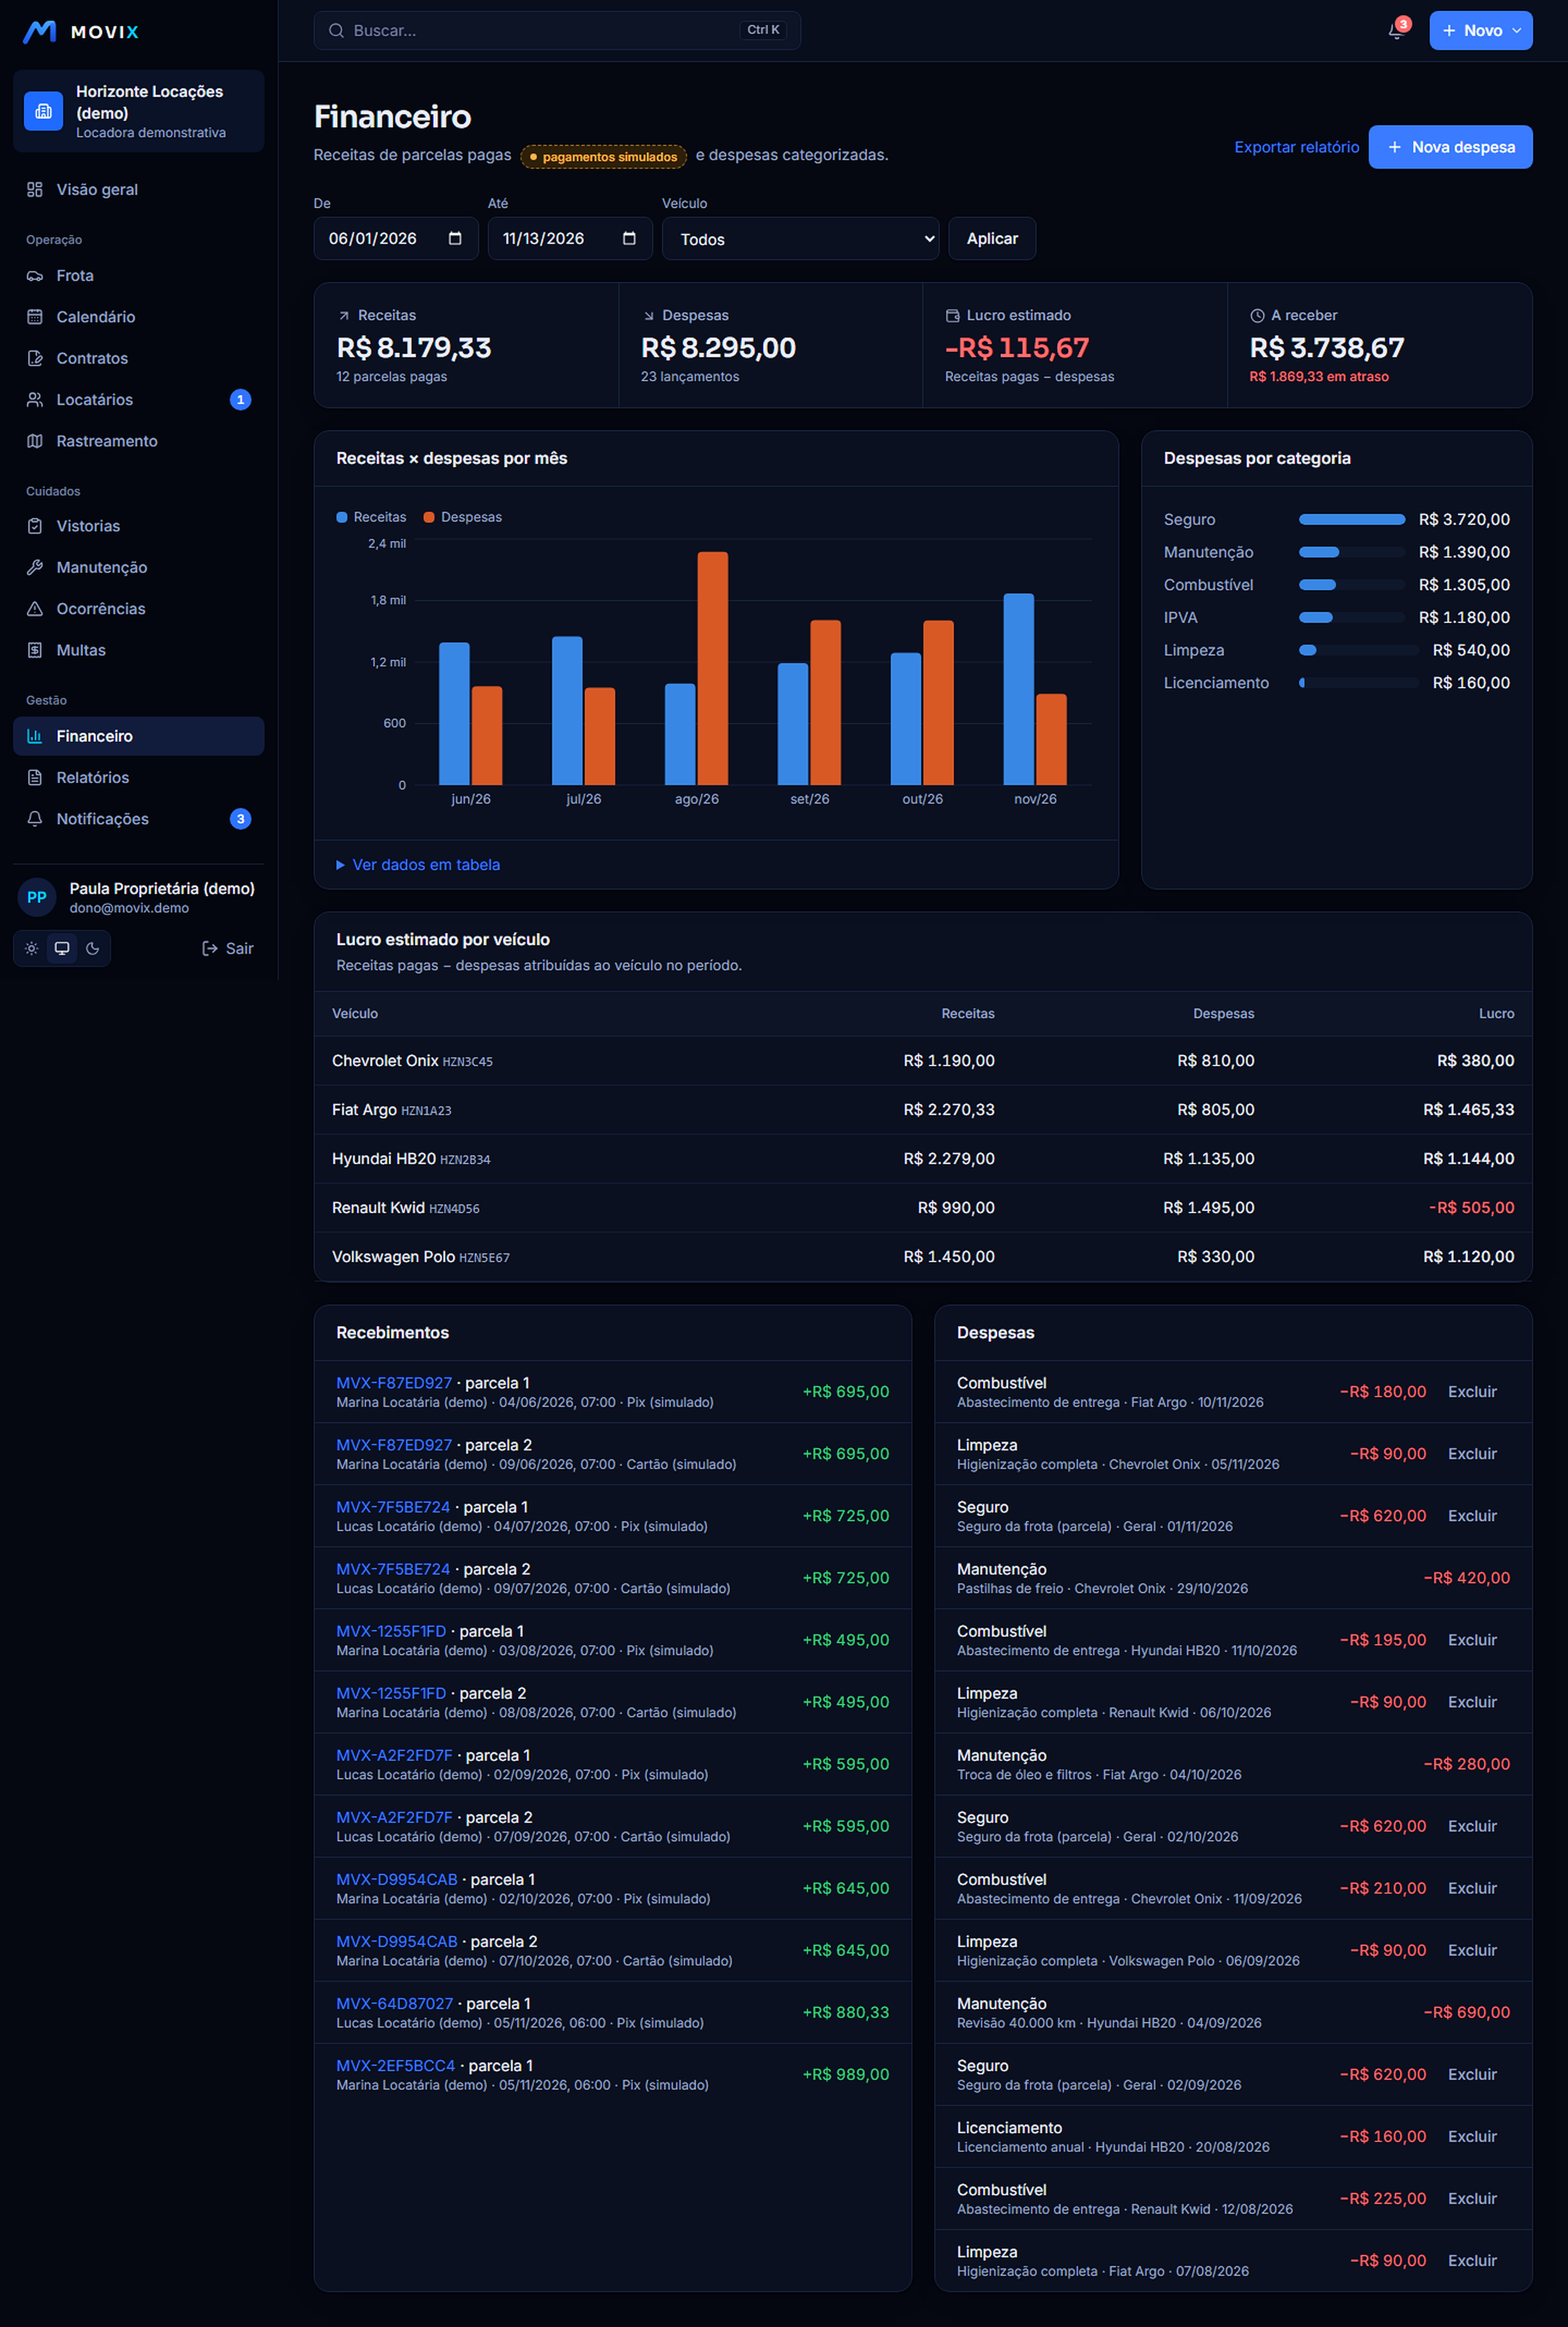 MOVIX
Buscar...
Ctrl K
3
+ Novo
Horizonte Locações
(demo)
Locadora demonstrativa
Visão geral
Operação
Frota
Calendário
Contratos
Locatários
1
Rastreamento
Cuidados
Vistorias
Manutenção
Ocorrências
Multas
Gestão
Financeiro
Relatórios
Notificações
3
PP
Paula Proprietária (demo)
dono@movix.demo
Sair
Financeiro
Receitas de parcelas pagas pagamentos simulados e despesas categorizadas.
Exportar relatório
+ Nova despesa
De
Até
Veículo
06/01/2026
11/13/2026
Todos
Aplicar
Receitas
R$ 8.179,33
12 parcelas pagas
Despesas
R$ 8.295,00
23 lançamentos
Lucro estimado
−R$ 115,67
Receitas pagas − despesas
A receber
R$ 3.738,67
R$ 1.869,33 em atraso
Receitas × despesas por mês
Receitas
Despesas
2,4 mil
1,8 mil
1,2 mil
600
0
jun/26
jul/26
ago/26
set/26
out/26
nov/26
Ver dados em tabela
Despesas por categoria
Seguro R$ 3.720,00
Manutenção R$ 1.390,00
Combustível R$ 1.305,00
IPVA R$ 1.180,00
Limpeza R$ 540,00
Licenciamento R$ 160,00
Lucro estimado por veículo
Receitas pagas − despesas atribuídas ao veículo no período.
Veículo Receitas Despesas Lucro
Chevrolet Onix HZN3C45 R$ 1.190,00 R$ 810,00 R$ 380,00
Fiat Argo HZN1A23 R$ 2.270,33 R$ 805,00 R$ 1.465,33
Hyundai HB20 HZN2B34 R$ 2.279,00 R$ 1.135,00 R$ 1.144,00
Renault Kwid HZN4D56 R$ 990,00 R$ 1.495,00 -R$ 505,00
Volkswagen Polo HZN5E67 R$ 1.450,00 R$ 330,00 R$ 1.120,00
Recebimentos
MVX-F87ED927 · parcela 1
Marina Locatária (demo) · 04/06/2026, 07:00 · Pix (simulado)
+R$ 695,00
MVX-F87ED927 · parcela 2
Marina Locatária (demo) · 09/06/2026, 07:00 · Cartão (simulado)
+R$ 695,00
MVX-7F5BE724 · parcela 1
Lucas Locatário (demo) · 04/07/2026, 07:00 · Pix (simulado)
+R$ 725,00
MVX-7F5BE724 · parcela 2
Lucas Locatário (demo) · 09/07/2026, 07:00 · Cartão (simulado)
+R$ 725,00
MVX-1255F1FD · parcela 1
Marina Locatária (demo) · 03/08/2026, 07:00 · Pix (simulado)
+R$ 495,00
MVX-1255F1FD · parcela 2
Marina Locatária (demo) · 08/08/2026, 07:00 · Cartão (simulado)
+R$ 495,00
MVX-A2F2FD7F · parcela 1
Lucas Locatário (demo) · 02/09/2026, 07:00 · Pix (simulado)
+R$ 595,00
MVX-A2F2FD7F · parcela 2
Lucas Locatário (demo) · 07/09/2026, 07:00 · Cartão (simulado)
+R$ 595,00
MVX-D9954CAB · parcela 1
Marina Locatária (demo) · 02/10/2026, 07:00 · Pix (simulado)
+R$ 645,00
MVX-D9954CAB · parcela 2
Marina Locatária (demo) · 07/10/2026, 07:00 · Cartão (simulado)
+R$ 645,00
MVX-64D87027 · parcela 1
Lucas Locatário (demo) · 05/11/2026, 06:00 · Pix (simulado)
+R$ 880,33
MVX-2EF5BCC4 · parcela 1
Marina Locatária (demo) · 05/11/2026, 06:00 · Pix (simulado)
+R$ 989,00
Despesas
Combustível
Abastecimento de entrega · Fiat Argo · 10/11/2026
−R$ 180,00 Excluir
Limpeza
Higienização completa · Chevrolet Onix · 05/11/2026
−R$ 90,00 Excluir
Seguro
Seguro da frota (parcela) · Geral · 01/11/2026
−R$ 620,00 Excluir
Manutenção
Pastilhas de freio · Chevrolet Onix · 29/10/2026
−R$ 420,00
Combustível
Abastecimento de entrega · Hyundai HB20 · 11/10/2026
−R$ 195,00 Excluir
Limpeza
Higienização completa · Renault Kwid · 06/10/2026
−R$ 90,00 Excluir
Manutenção
Troca de óleo e filtros · Fiat Argo · 04/10/2026
−R$ 280,00
Seguro
Seguro da frota (parcela) · Geral · 02/10/2026
−R$ 620,00 Excluir
Combustível
Abastecimento de entrega · Chevrolet Onix · 11/09/2026
−R$ 210,00 Excluir
Limpeza
Higienização completa · Volkswagen Polo · 06/09/2026
−R$ 90,00 Excluir
Manutenção
Revisão 40.000 km · Hyundai HB20 · 04/09/2026
−R$ 690,00
Seguro
Seguro da frota (parcela) · Geral · 02/09/2026
−R$ 620,00 Excluir
Licenciamento
Licenciamento anual · Hyundai HB20 · 20/08/2026
−R$ 160,00 Excluir
Combustível
Abastecimento de entrega · Renault Kwid · 12/08/2026
−R$ 225,00 Excluir
Limpeza
Higienização completa · Fiat Argo · 07/08/2026
−R$ 90,00 Excluir